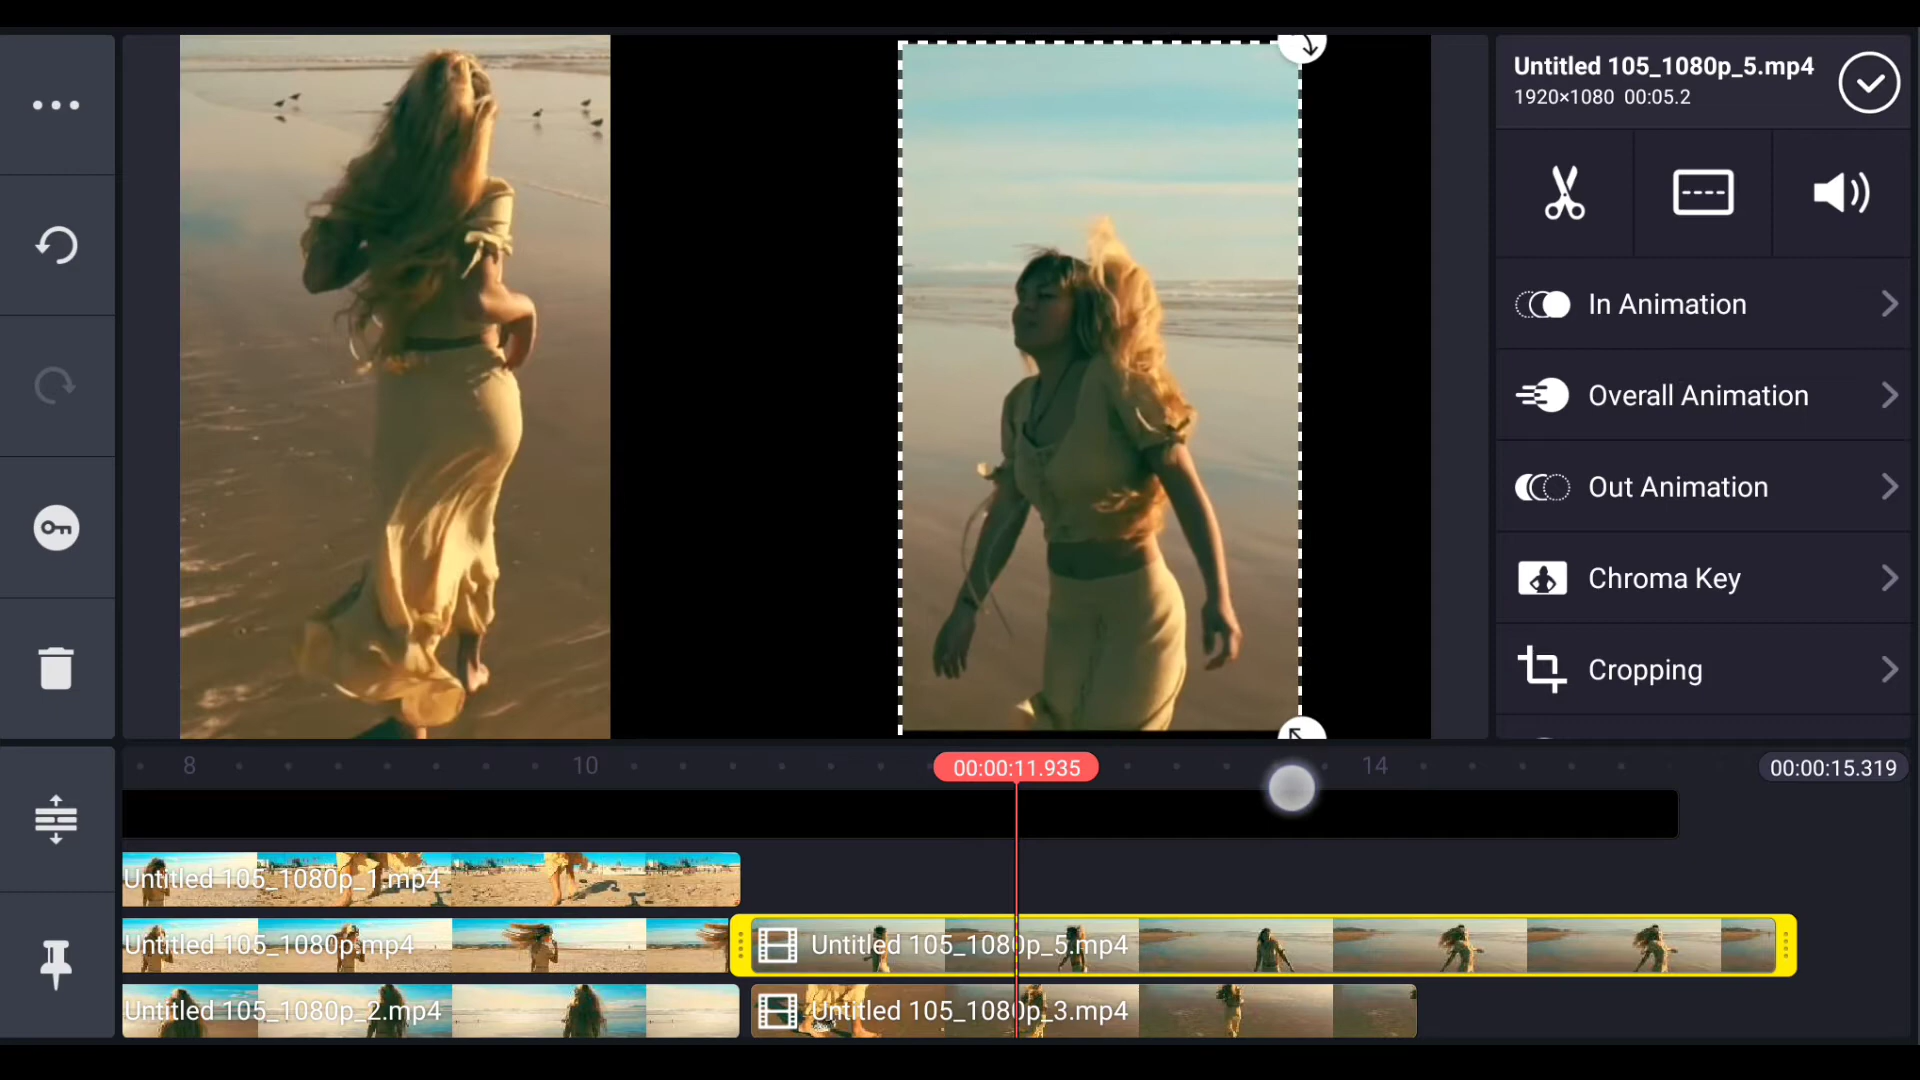 Untitled 105_1080p_5.mp4
1920×1080 00:05.2
In Animation
Overall Animation
Out Animation
Chroma Key
Cropping
8
10
00:00:11.935
14
00:00:15.319
Untitled 105_1080p_1.mp4
Untitled 105_1080p.mp4
Untitled 105_1080p_5.mp4
Untitled 105_1080p_2.mp4
Untitled 105_1080p_3.mp4